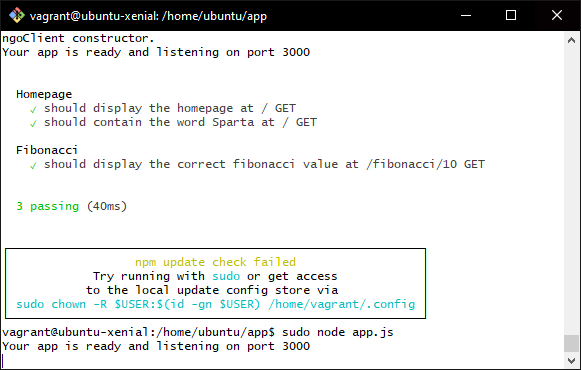 vagrant@ubuntu-xenial: /home/ubuntu/app
ngoClient constructor.
Your app is ready and listening on port 3000
Homepage
✓ should display the homepage at / GET
✓ should contain the word Sparta at / GET
Fibonacci
✓ should display the correct fibonacci value at /fibonacci/10 GET
3 passing (40ms)
npm update check failed
Try running with sudo or get access
to the local update config store via
sudo chown -R $USER:$(id -gn $USER) /home/vagrant/.config
vagrant@ubuntu-xenial:/home/ubuntu/app$ sudo node app.js
Your app is ready and listening on port 3000